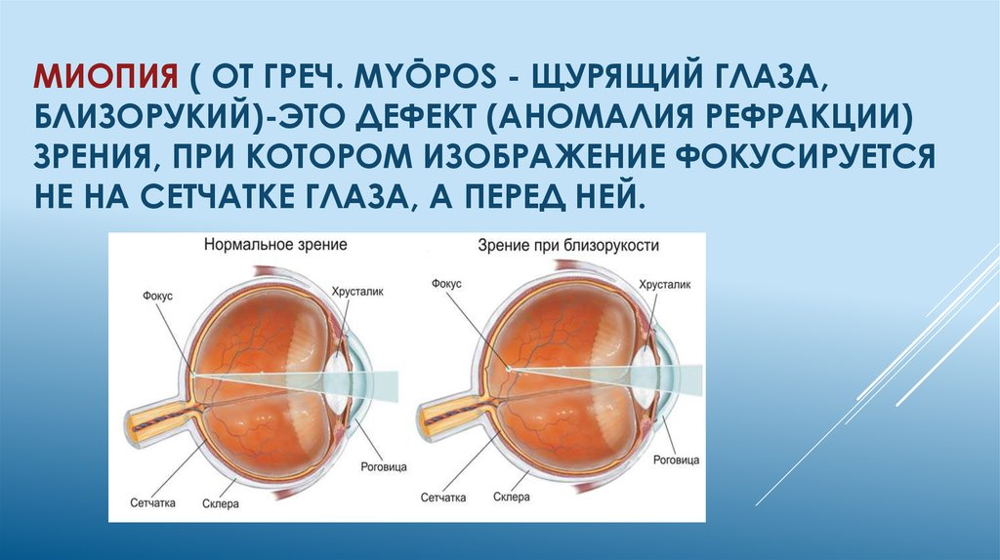 МИОПИЯ ( ОТ ГРЕЧ. MYŌPOS - ЩУРЯЩИЙ ГЛАЗА,
БЛИЗОРУКИЙ)-ЭТО ДЕФЕКТ (АНОМАЛИЯ РЕФРАКЦИИ)
ЗРЕНИЯ, ПРИ КОТОРОМ ИЗОБРАЖЕНИЕ ФОКУСИРУЕТСЯ
НЕ НА СЕТЧАТКЕ ГЛАЗА, А ПЕРЕД НЕЙ.
Нормальное зрение
Фокус
Хрусталик
Роговица
Сетчатка
Склера
Зрение при близорукости
Фокус
Хрусталик
Роговица
Сетчатка
Склера